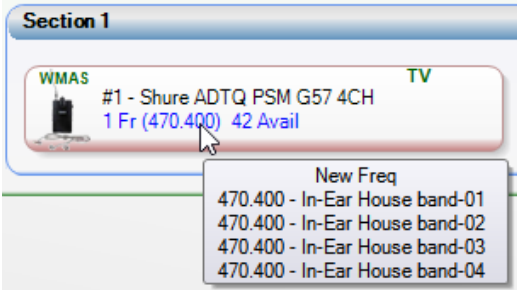 Section 1
WMAS TV
#1 - Shure ADTQ PSM G57 4CH
1 Fr (470.400) 42 Avail
New Freq
470.400 - In-Ear House band-01
470.400 - In-Ear House band-02
470.400 - In-Ear House band-03
470.400 - In-Ear House band-04